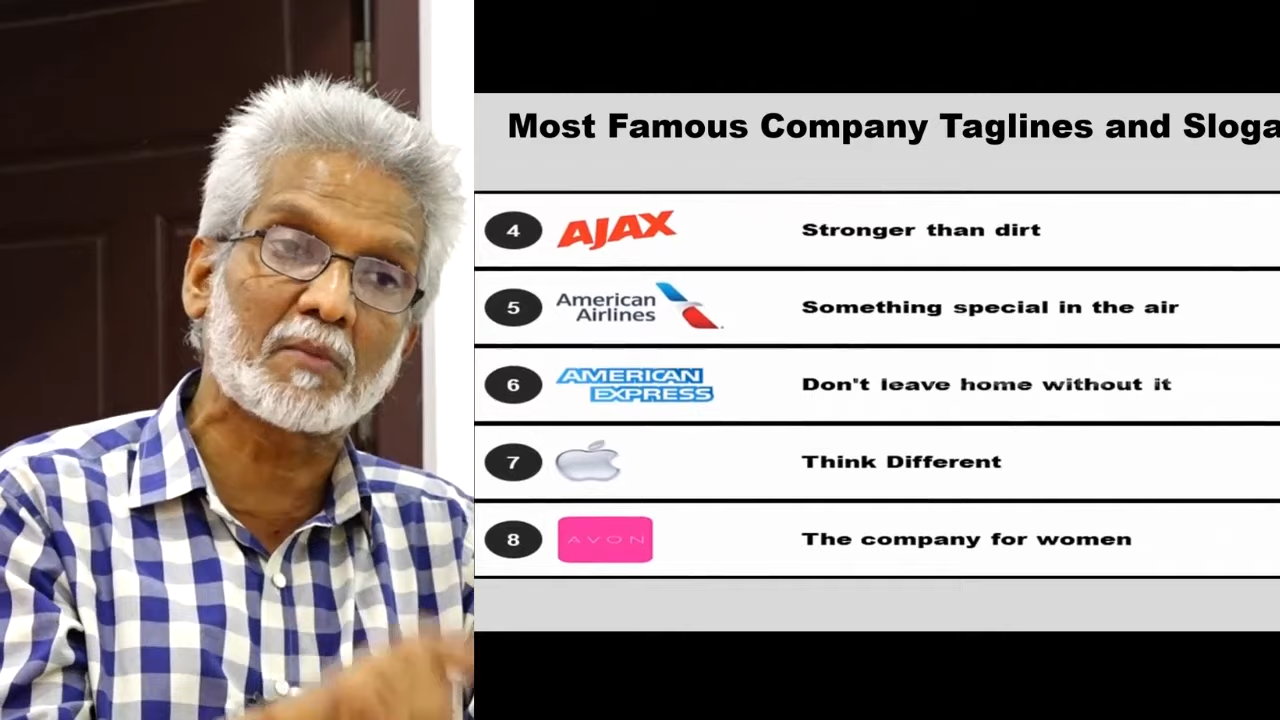 Most Famous Company Taglines and Sloga
4 AJAX Stronger than dirt
5 American Airlines Something special in the air
6 AMERICAN EXPRESS Don't leave home without it
7 Think Different
8 AVON The company for women